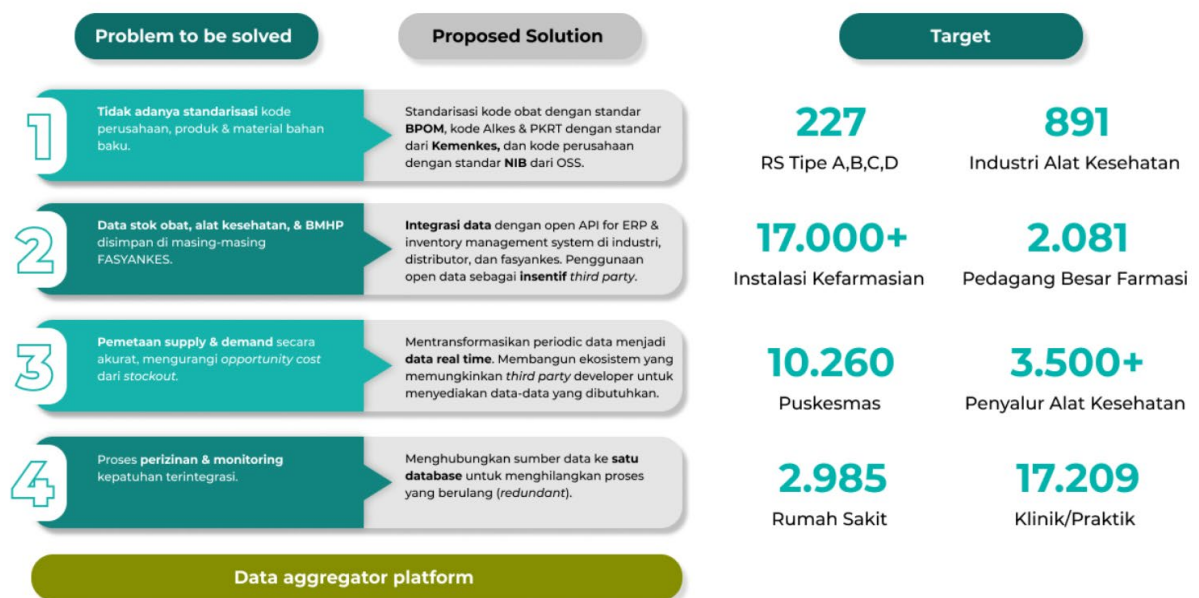 Problem to be solved
Proposed Solution
Target
1
Tidak adanya standarisasi kode
perusahaan, produk & material bahan
baku.
Standarisasi kode obat dengan standar
BPOM, kode Alkes & PKRT dengan standar
dari Kemenkes, dan kode perusahaan
dengan standar NIB dari OSS.
2
Data stok obat, alat kesehatan, & BMHP
disimpan di masing-masing
FASYANKES.
Integrasi data dengan open API for ERP &
inventory management system di industri,
distributor, dan fasyankes. Penggunaan
open data sebagai insentif third party.
3
Pemetaan supply & demand secara
akurat, mengurangi opportunity cost
dari stockout.
Mentransformasikan periodic data menjadi
data real time. Membangun ekosistem yang
memungkinkan third party developer untuk
menyediakan data-data yang dibutuhkan.
4
Proses perizinan & monitoring
kepatuhan terintegrasi.
Menghubungkan sumber data ke satu
database untuk menghilangkan proses
yang berulang (redundant).
Data aggregator platform
227
RS Tipe A,B,C,D
891
Industri Alat Kesehatan
17.000+
Instalasi Kefarmasian
2.081
Pedagang Besar Farmasi
10.260
Puskesmas
3.500+
Penyalur Alat Kesehatan
2.985
Rumah Sakit
17.209
Klinik/Praktik